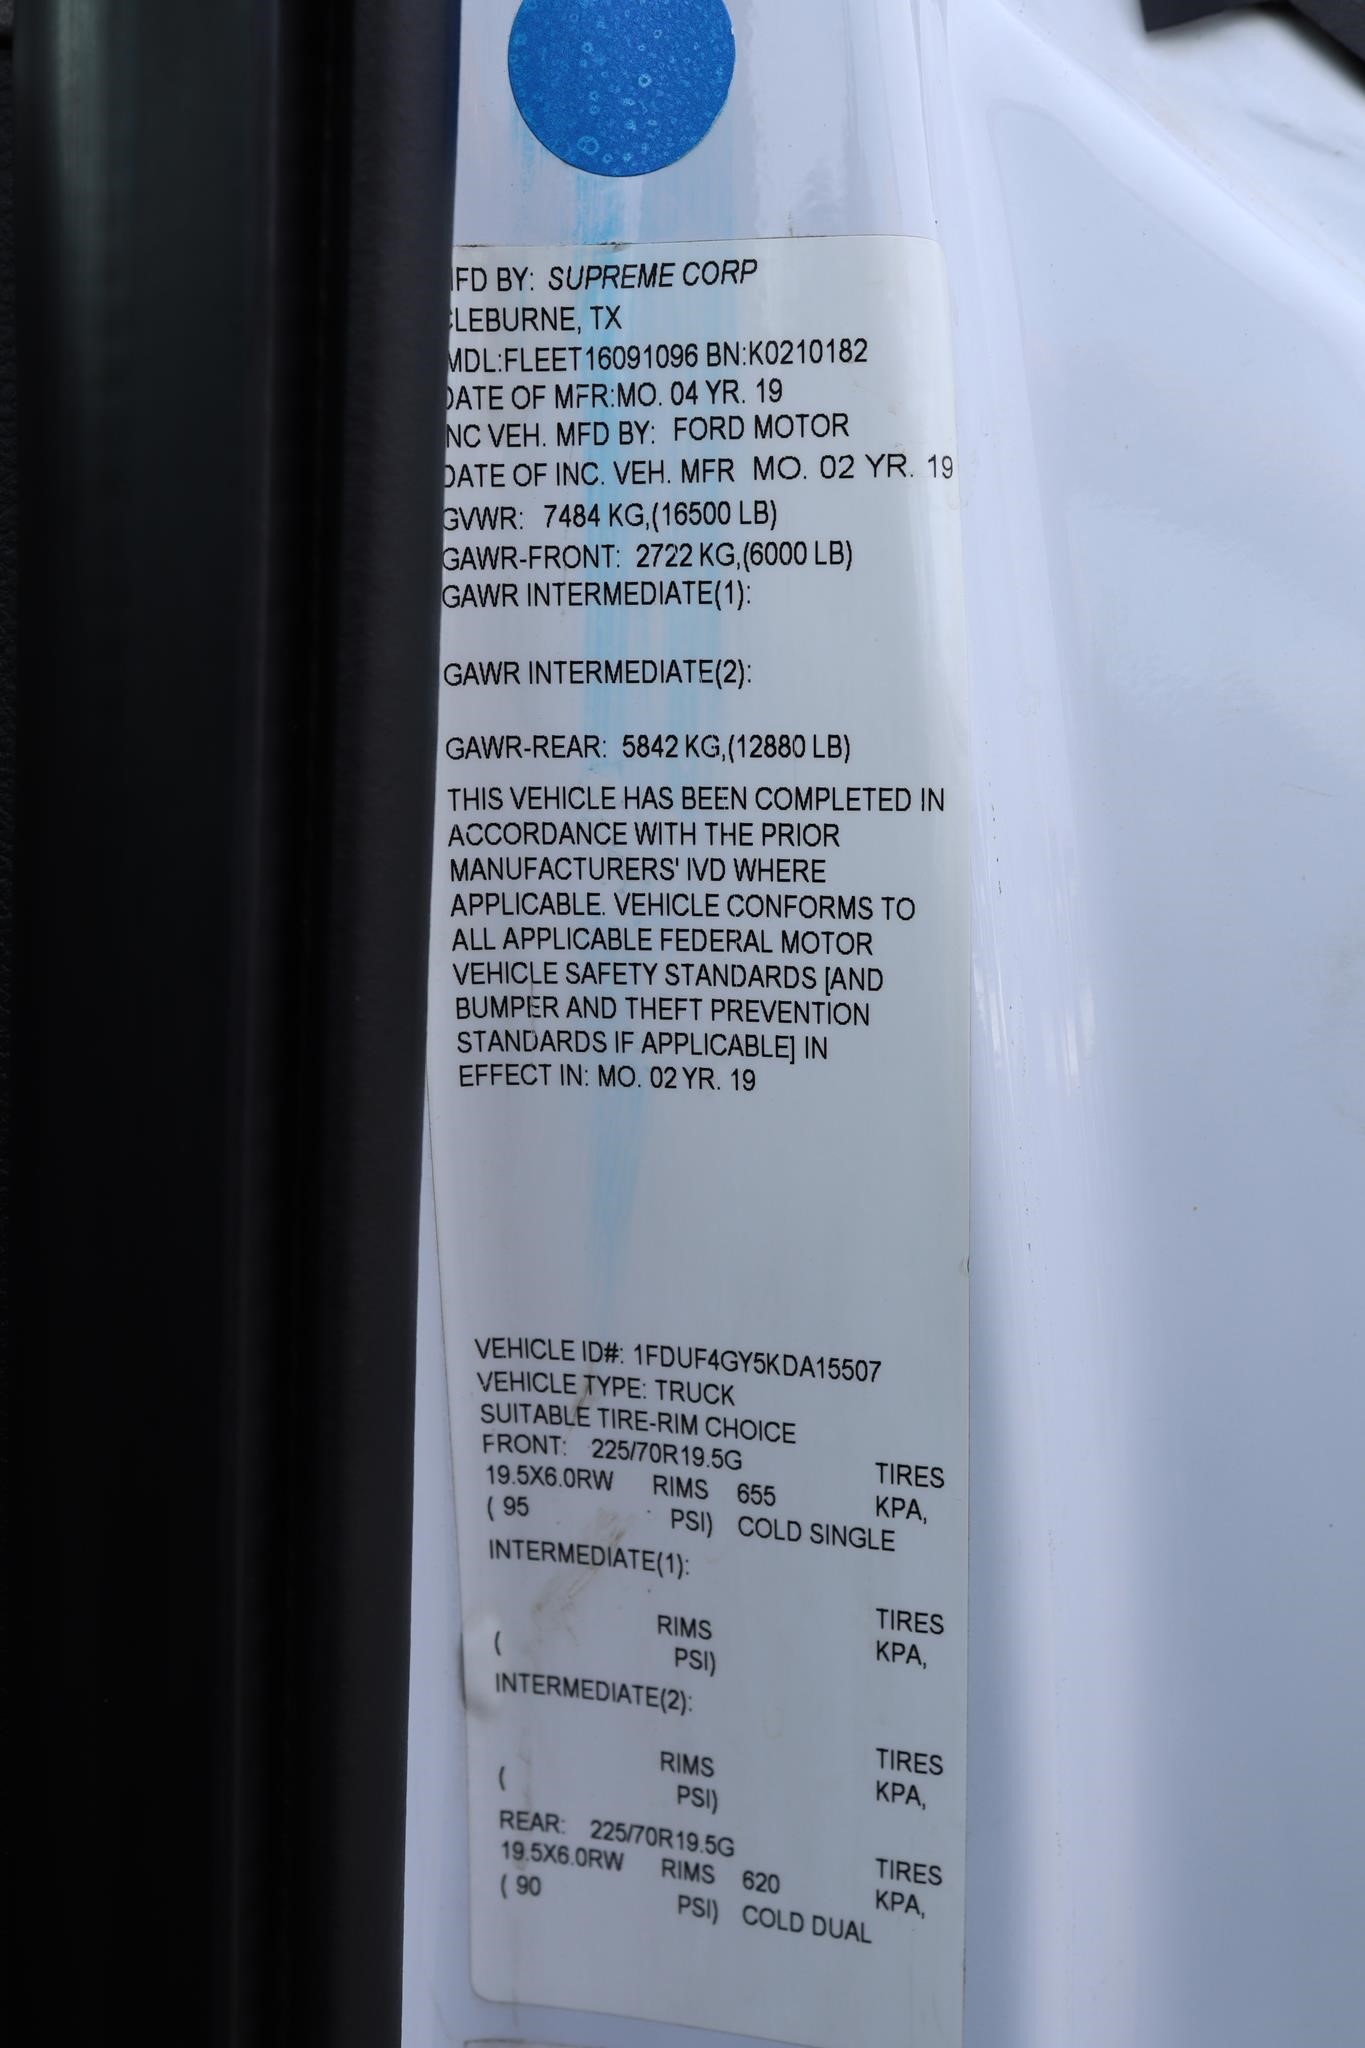 MFD BY: SUPREME CORP
CLEBURNE, TX
MDL:FLEET16091096 BN:K0210182
DATE OF MFR:MO. 04 YR. 19
INC VEH. MFD BY: FORD MOTOR
DATE OF INC. VEH. MFR MO. 02 YR. 19
GVWR: 7484 KG,(16500 LB)
GAWR-FRONT: 2722 KG,(6000 LB)
GAWR INTERMEDIATE(1):
GAWR INTERMEDIATE(2):
GAWR-REAR: 5842 KG,(12880 LB)
THIS VEHICLE HAS BEEN COMPLETED IN
ACCORDANCE WITH THE PRIOR
MANUFACTURERS' IVD WHERE
APPLICABLE. VEHICLE CONFORMS TO
ALL APPLICABLE FEDERAL MOTOR
VEHICLE SAFETY STANDARDS [AND
BUMPER AND THEFT PREVENTION
STANDARDS IF APPLICABLE] IN
EFFECT IN: MO. 02 YR. 19
VEHICLE ID#: 1FDUF4GY5KDA15507
VEHICLE TYPE: TRUCK
SUITABLE TIRE-RIM CHOICE
FRONT: 225/70R19.5G TIRES
19.5X6.0RW RIMS 655 KPA,
( 95 PSI) COLD SINGLE
INTERMEDIATE(1):
TIRES
RIMS KPA,
( PSI)
INTERMEDIATE(2):
TIRES
RIMS KPA,
( PSI)
REAR: 225/70R19.5G TIRES
19.5X6.0RW RIMS 620 KPA,
( 90 PSI) COLD DUAL